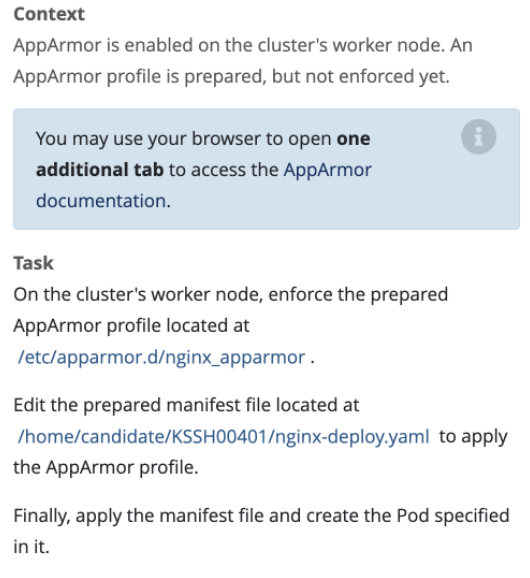 Context
AppArmor is enabled on the cluster's worker node. An
AppArmor profile is prepared, but not enforced yet.
You may use your browser to open one
additional tab to access the AppArmor
documentation.
Task
On the cluster's worker node, enforce the prepared
AppArmor profile located at
/etc/apparmor.d/nginx_apparmor .
Edit the prepared manifest file located at
/home/candidate/KSSH00401/nginx-deploy.yaml to apply
the AppArmor profile.
Finally, apply the manifest file and create the Pod specified
in it.